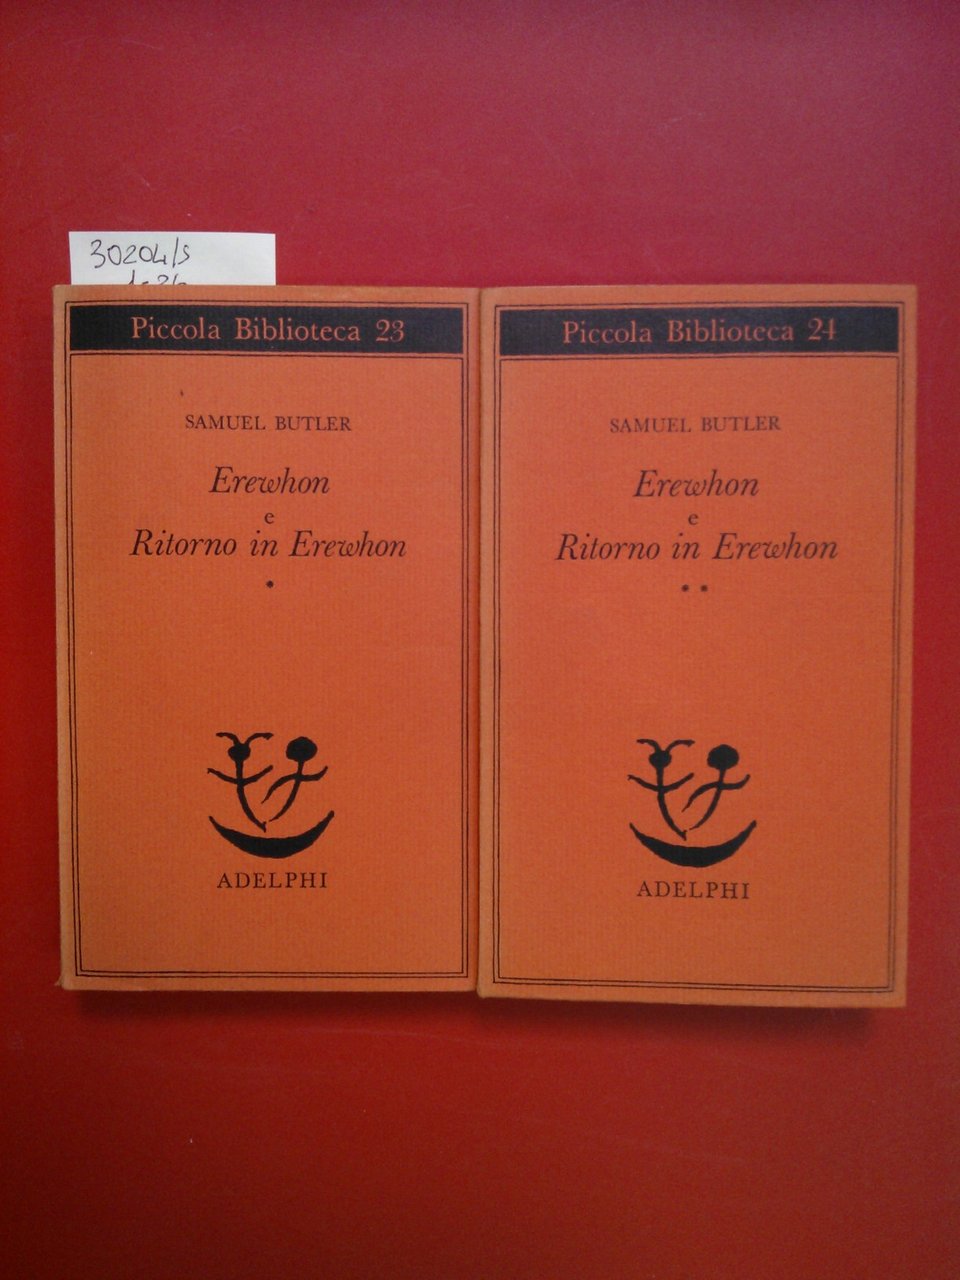 30204/s
Piccola Biblioteca 23
SAMUEL BUTLER
Erewhon
e
Ritorno in Erewhon
*
ADELPHI
Piccola Biblioteca 24
SAMUEL BUTLER
Erewhon
e
Ritorno in Erewhon
* *
ADELPHI